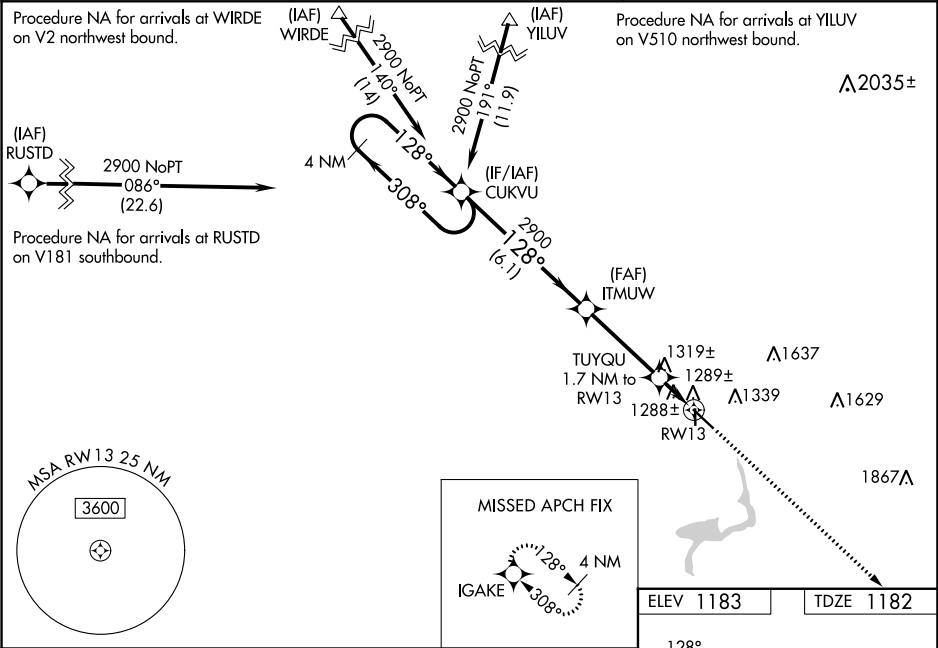 Procedure NA for arrivals at WIRDE
on V2 northwest bound.
(IAF)
WIRDE
(IAF)
YILUV
Procedure NA for arrivals at YILUV
on V510 northwest bound.
2900 NoPT
140°
(14)
2900 NoPT
191°
(11.9)
2035±
(IAF)
RUSTD
2900 NoPT
086°
(22.6)
4 NM
128°
308°
(IF/IAF)
CUKVU
Procedure NA for arrivals at RUSTD
on V181 southbound.
2900
128°
(6.1)
(FAF)
ITMUW
TUYQU
1.7 NM to
RW13
1319±
1289±
1288±
RW13
1637
1339
1629
1867
MSA RW13 25 NM
3600
MISSED APCH FIX
128°
4 NM
IGAKE
308°
ELEV 1183
TDZE 1182
128°